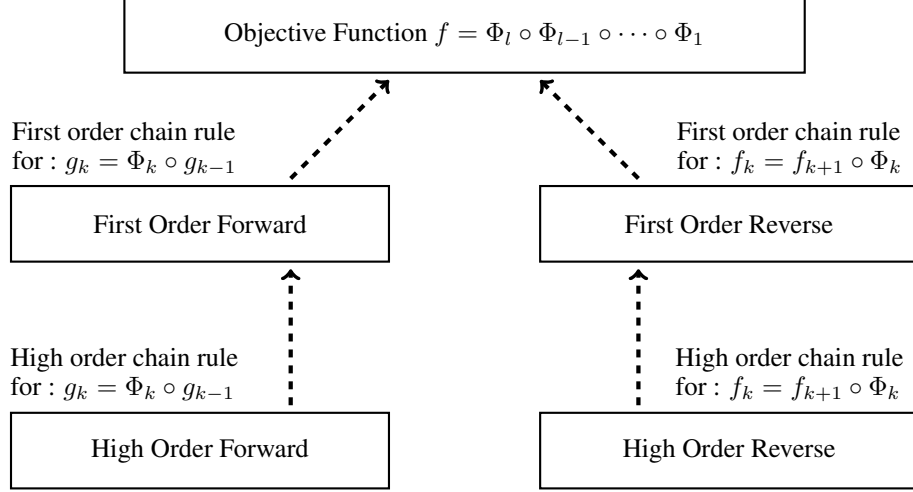 Objective Function f = Φ_l ∘ Φ_{l−1} ∘ ⋯ ∘ Φ_1
First order chain rule
for : g_k = Φ_k ∘ g_{k−1}
First order chain rule
for : f_k = f_{k+1} ∘ Φ_k
First Order Forward
First Order Reverse
High order chain rule
for : g_k = Φ_k ∘ g_{k−1}
High order chain rule
for : f_k = f_{k+1} ∘ Φ_k
High Order Forward
High Order Reverse